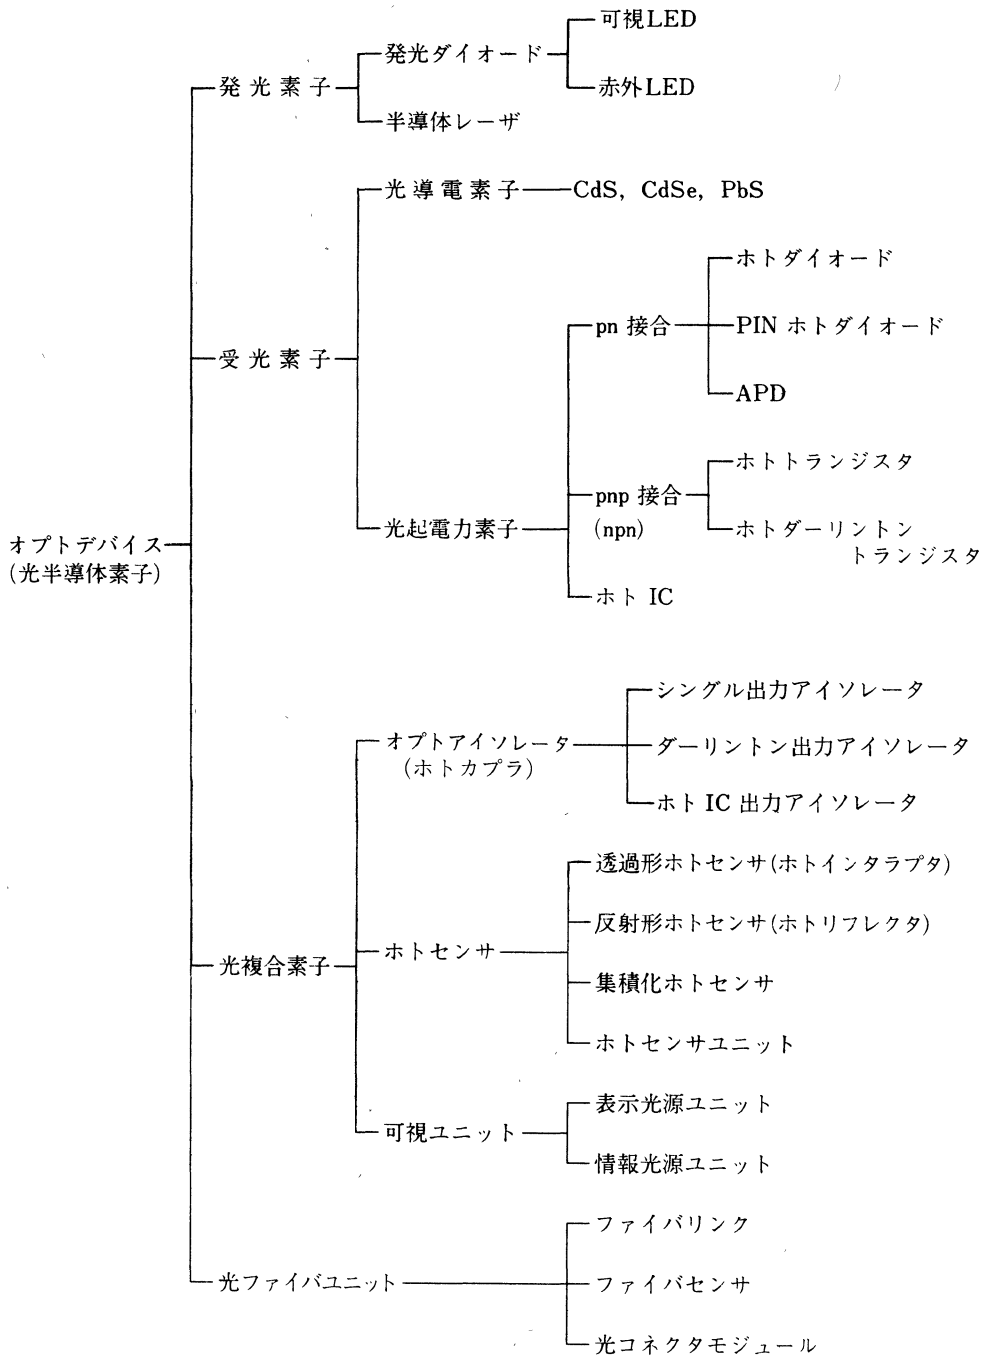 可視LED
発光ダイオード
発光素子
赤外LED
半導体レーザ
光導電素子
CdS, CdSe, PbS
ホトダイオード
pn 接合
PIN ホトダイオード
受光素子
APD
ホトトランジスタ
pnp 接合
(npn)
光起電力素子
ホトダーリントン
トランジスタ
オプトデバイス
(光半導体素子)
ホト IC
シングル出力アイソレータ
オプトアイソレータ
(ホトカプラ)
ダーリントン出力アイソレータ
ホト IC 出力アイソレータ
透過形ホトセンサ(ホトインタラプタ)
反射形ホトセンサ(ホトリフレクタ)
ホトセンサ
光複合素子
集積化ホトセンサ
ホトセンサユニット
表示光源ユニット
可視ユニット
情報光源ユニット
ファイバリンク
光ファイバユニット
ファイバセンサ
光コネクタモジュール